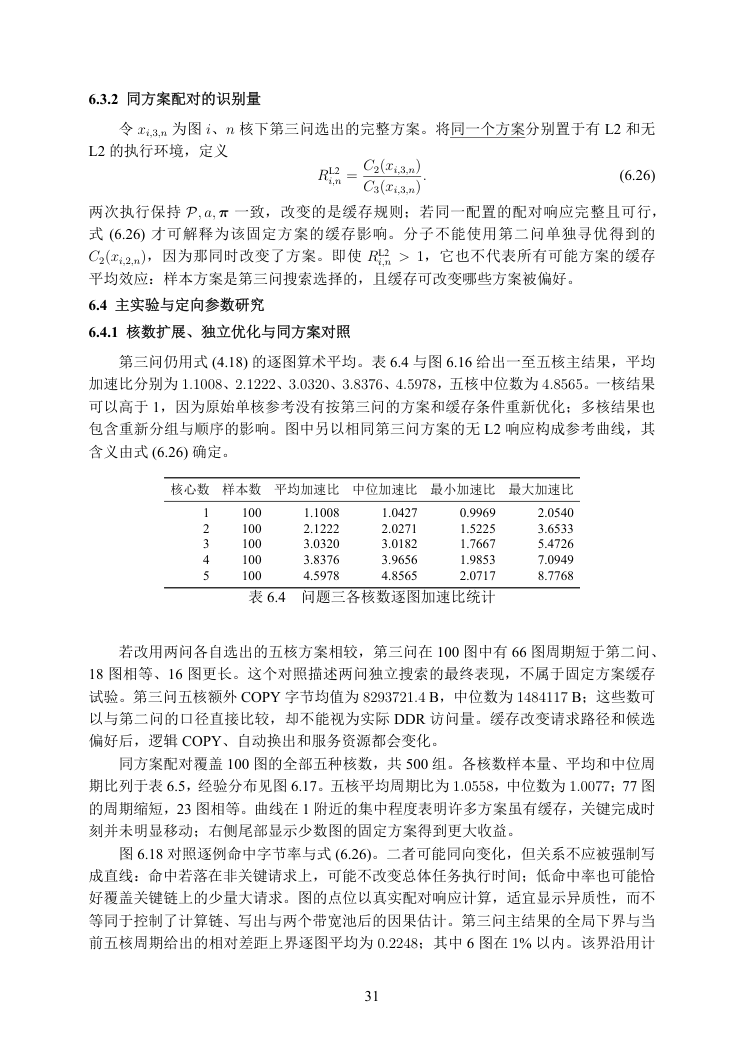 6.3.2 同方案配对的识别量
令 x_{i,3,n} 为图 i、n 核下第三问选出的完整方案。将同一个方案分别置于有 L2 和无
L2 的执行环境，定义
R^{L2}_{i,n} = C_2(x_{i,3,n}) / C_3(x_{i,3,n}). (6.26)
两次执行保持 𝒫, a, π 一致，改变的是缓存规则；若同一配置的配对响应完整且可行，
式 (6.26) 才可解释为该固定方案的缓存影响。分子不能使用第二问单独寻优得到的
C_2(x_{i,2,n})，因为那同时改变了方案。即使 R^{L2}_{i,n} > 1，它也不代表所有可能方案的缓存
平均效应：样本方案是第三问搜索选择的，且缓存可改变哪些方案被偏好。
6.4 主实验与定向参数研究
6.4.1 核数扩展、独立优化与同方案对照
第三问仍用式 (4.18) 的逐图算术平均。表 6.4 与图 6.16 给出一至五核主结果，平均
加速比分别为 1.1008、2.1222、3.0320、3.8376、4.5978，五核中位数为 4.8565。一核结果
可以高于 1，因为原始单核参考没有按第三问的方案和缓存条件重新优化；多核结果也
包含重新分组与顺序的影响。图中另以相同第三问方案的无 L2 响应构成参考曲线，其
含义由式 (6.26) 确定。
核心数 样本数 平均加速比 中位加速比 最小加速比 最大加速比
1 100 1.1008 1.0427 0.9969 2.0540
2 100 2.1222 2.0271 1.5225 3.6533
3 100 3.0320 3.0182 1.7667 5.4726
4 100 3.8376 3.9656 1.9853 7.0949
5 100 4.5978 4.8565 2.0717 8.7768
表 6.4 问题三各核数逐图加速比统计
若改用两问各自选出的五核方案相较，第三问在 100 图中有 66 图周期短于第二问、
18 图相等、16 图更长。这个对照描述两问独立搜索的最终表现，不属于固定方案缓存
试验。第三问五核额外 COPY 字节均值为 8293721.4 B，中位数为 1484117 B；这些数可
以与第二问的口径直接比较，却不能视为实际 DDR 访问量。缓存改变请求路径和候选
偏好后，逻辑 COPY、自动换出和服务资源都会变化。
同方案配对覆盖 100 图的全部五种核数，共 500 组。各核数样本量、平均和中位周
期比列于表 6.5，经验分布见图 6.17。五核平均周期比为 1.0558，中位数为 1.0077；77 图
的周期缩短，23 图相等。曲线在 1 附近的集中程度表明许多方案虽有缓存，关键完成时
刻并未明显移动；右侧尾部显示少数图的固定方案得到更大收益。
图 6.18 对照逐例命中字节率与式 (6.26)。二者可能同向变化，但关系不应被强制写
成直线：命中若落在非关键请求上，可能不改变总体任务执行时间；低命中率也可能恰
好覆盖关键链上的少量大请求。图的点位以真实配对响应计算，适宜显示异质性，而不
等同于控制了计算链、写出与两个带宽池后的因果估计。第三问主结果的全局下界与当
前五核周期给出的相对差距上界逐图平均为 0.2248；其中 6 图在 1% 以内。该界沿用计
31